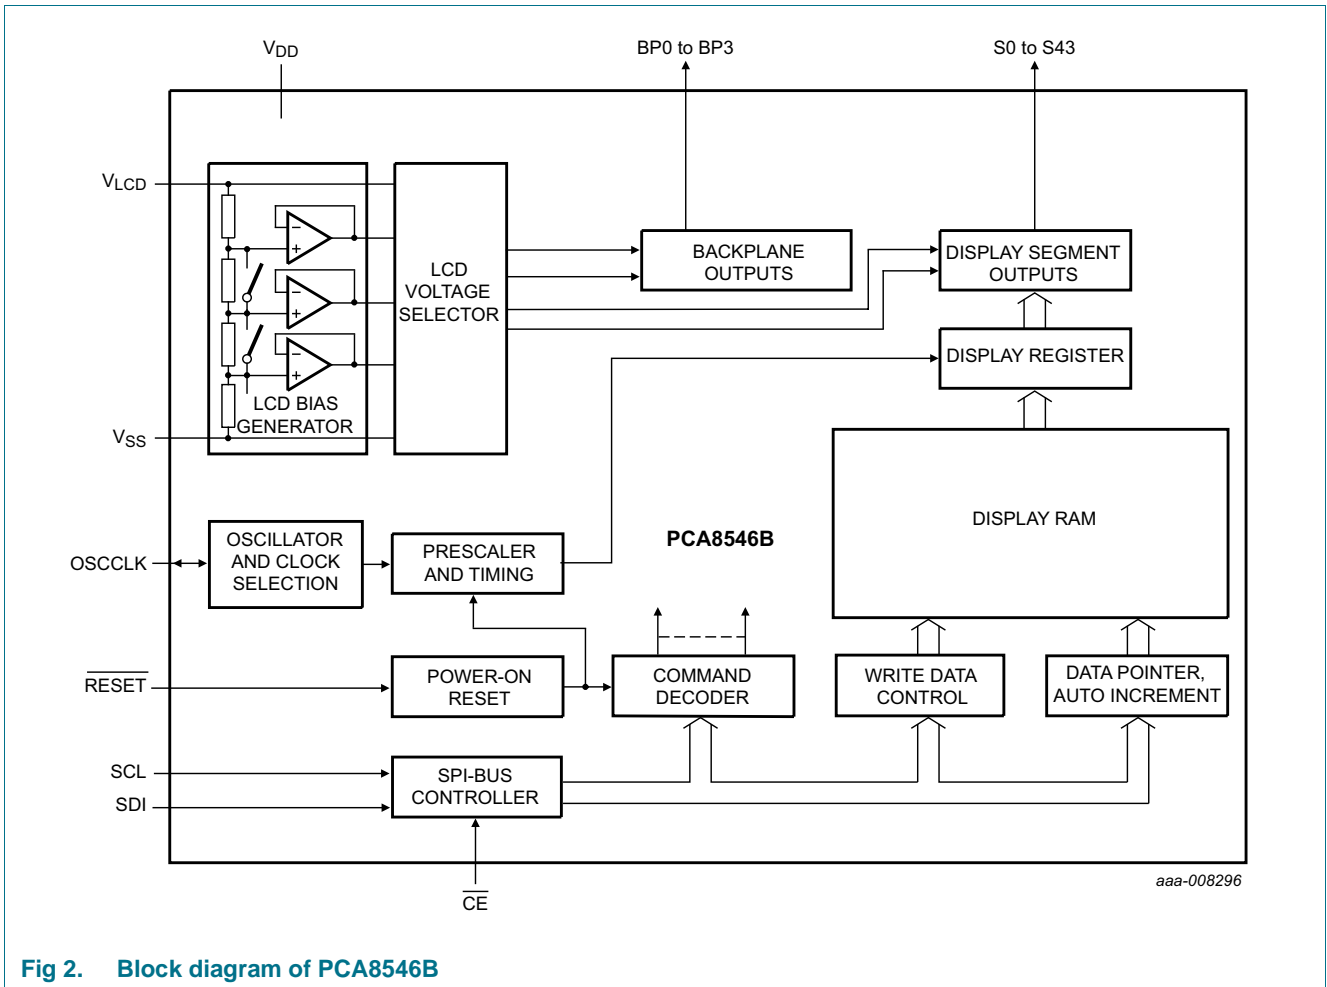 VDD
BP0 to BP3
S0 to S43
VLCD
LCD
VOLTAGE
SELECTOR
BACKPLANE
OUTPUTS
DISPLAY SEGMENT
OUTPUTS
DISPLAY REGISTER
LCD BIAS
GENERATOR
VSS
DISPLAY RAM
OSCCLK
OSCILLATOR
AND CLOCK
SELECTION
PRESCALER
AND TIMING
PCA8546B
RESET
POWER-ON
RESET
COMMAND
DECODER
WRITE DATA
CONTROL
DATA POINTER,
AUTO INCREMENT
SCL
SDI
SPI-BUS
CONTROLLER
CE
aaa-008296
Fig 2. Block diagram of PCA8546B